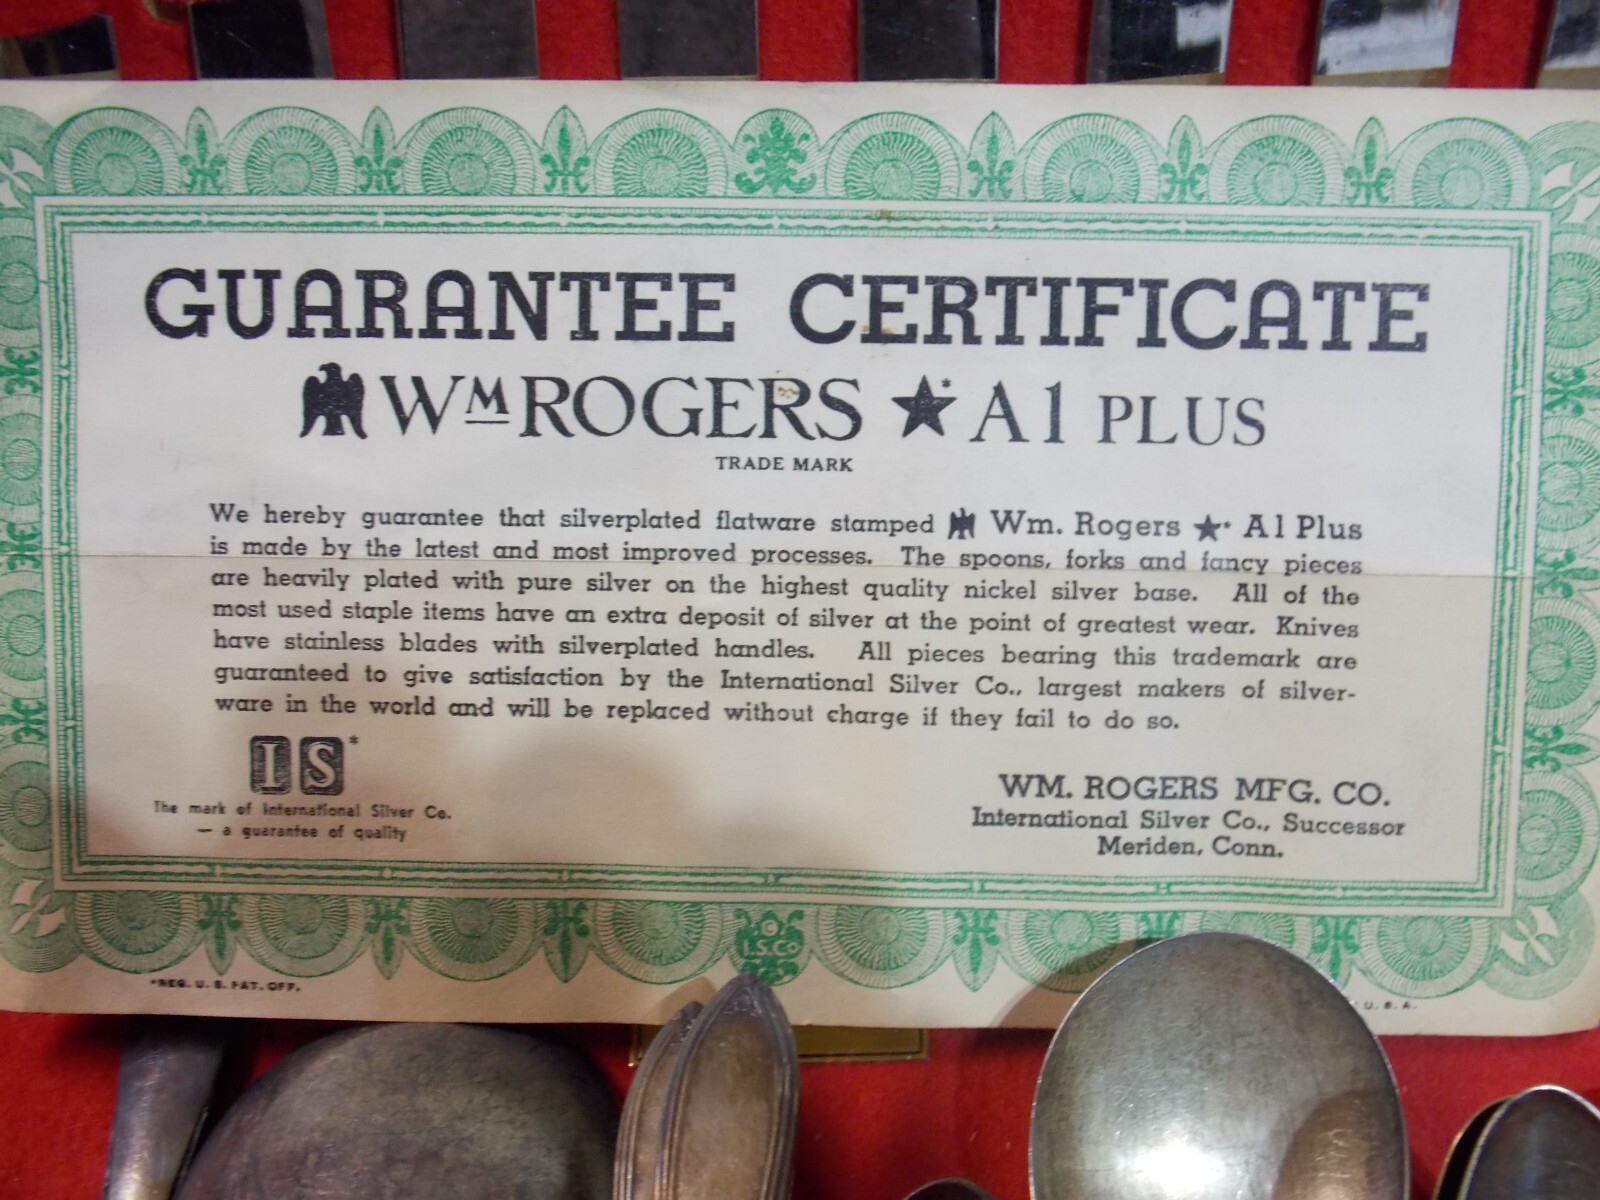 GUARANTEE CERTIFICATE
WM ROGERS ★* A1 PLUS
TRADE MARK
We hereby guarantee that silverplated flatware stamped Wm. Rogers ★* A1 Plus
is made by the latest and most improved processes. The spoons, forks and fancy pieces
are heavily plated with pure silver on the highest quality nickel silver base. All of the
most used staple items have an extra deposit of silver at the point of greatest wear. Knives
have stainless blades with silverplated handles. All pieces bearing this trademark are
guaranteed to give satisfaction by the International Silver Co., largest makers of silver-
ware in the world and will be replaced without charge if they fail to do so.
IS*
The mark of International Silver Co.
— a guarantee of quality
WM. ROGERS MFG. CO.
International Silver Co., Successor
Meriden, Conn.
© I.S.Co
*REG. U. S. PAT. OFF.
U. S. A.